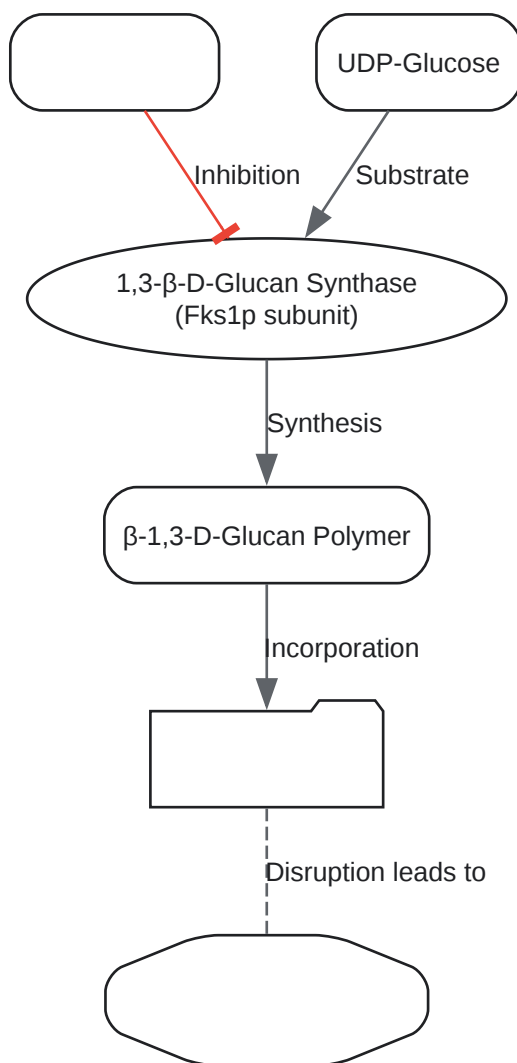 UDP-Glucose
Inhibition
Substrate
1,3-β-D-Glucan Synthase
(Fks1p subunit)
Synthesis
β-1,3-D-Glucan Polymer
Incorporation
Disruption leads to